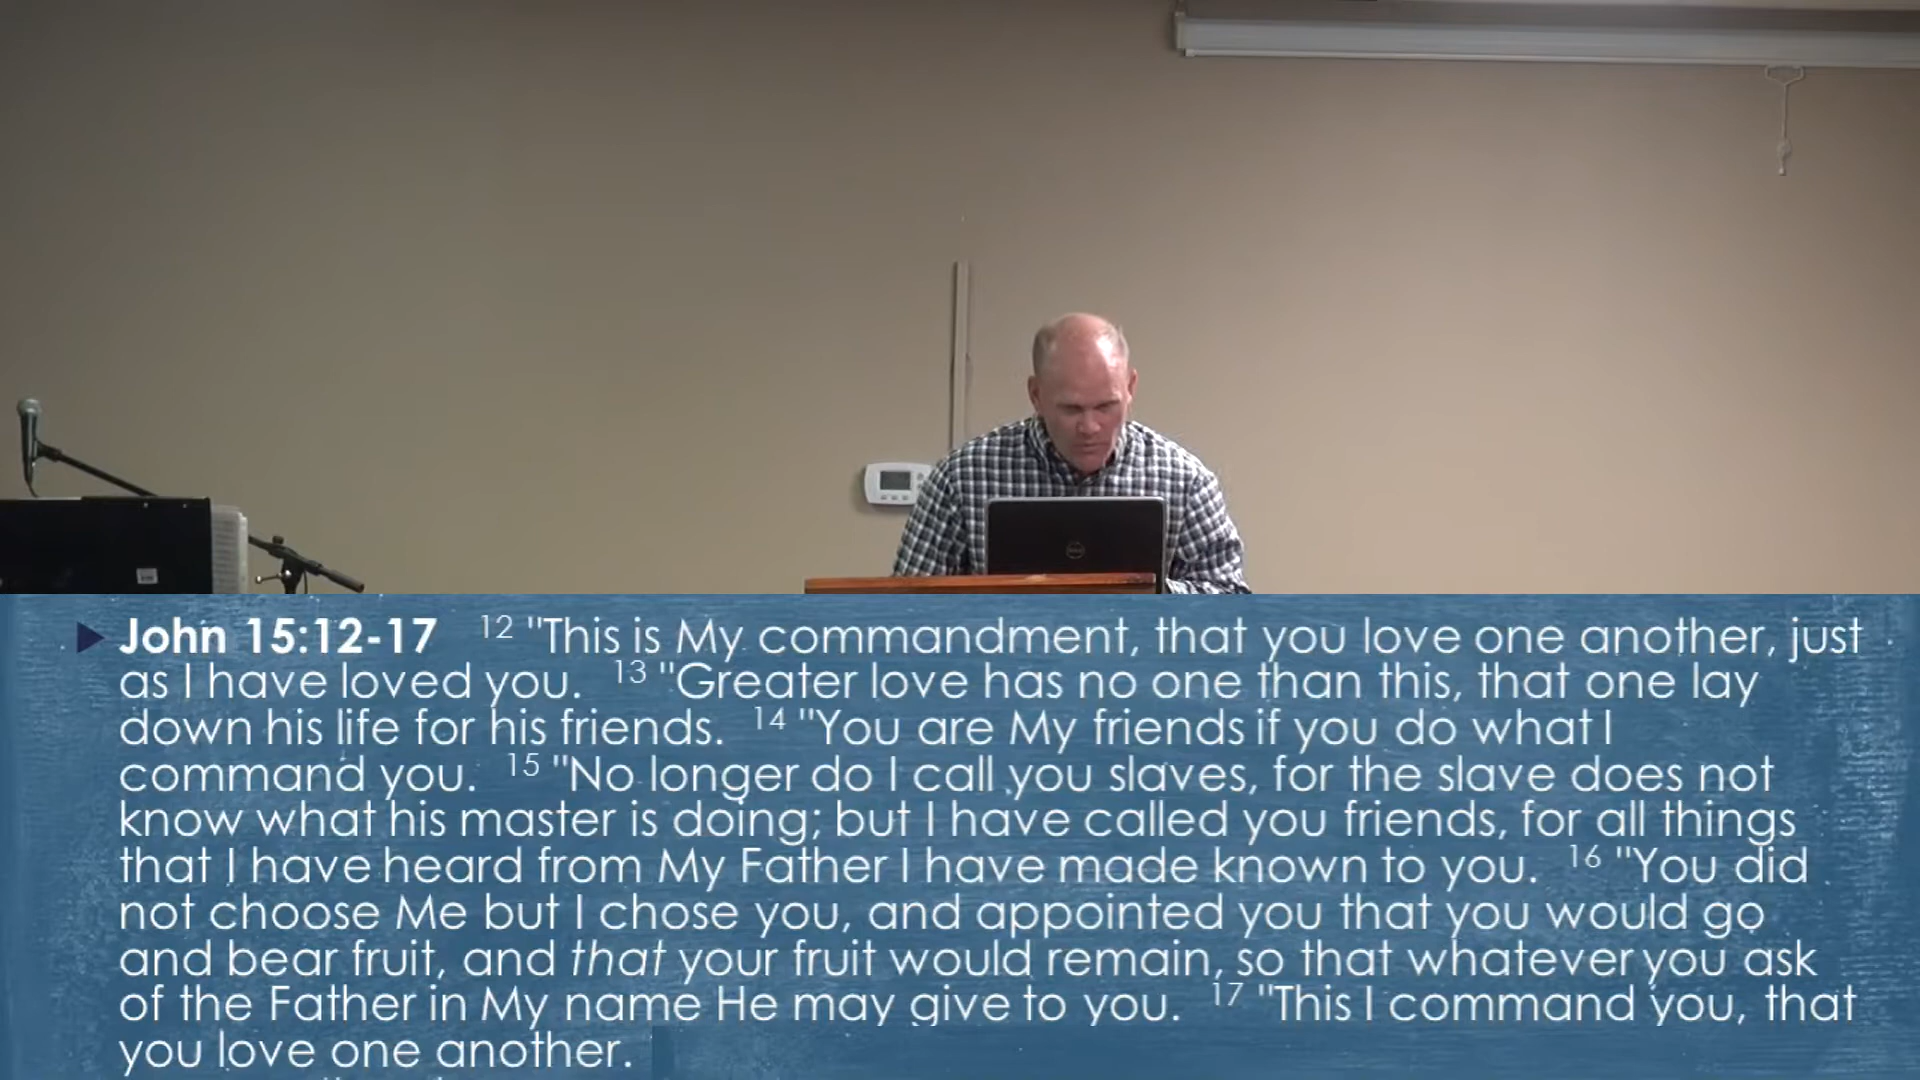 John 15:12-17 12 "This is My commandment, that you love one another, just
as I have loved you. 13 "Greater love has no one than this, that one lay
down his life for his friends. 14 "You are My friends if you do what I
command you. 15 "No longer do I call you slaves, for the slave does not
know what his master is doing; but I have called you friends, for all things
that I have heard from My Father I have made known to you. 16 "You did
not choose Me but I chose you, and appointed you that you would go
and bear fruit, and that your fruit would remain, so that whatever you ask
of the Father in My name He may give to you. 17 "This I command you, that
you love one another.